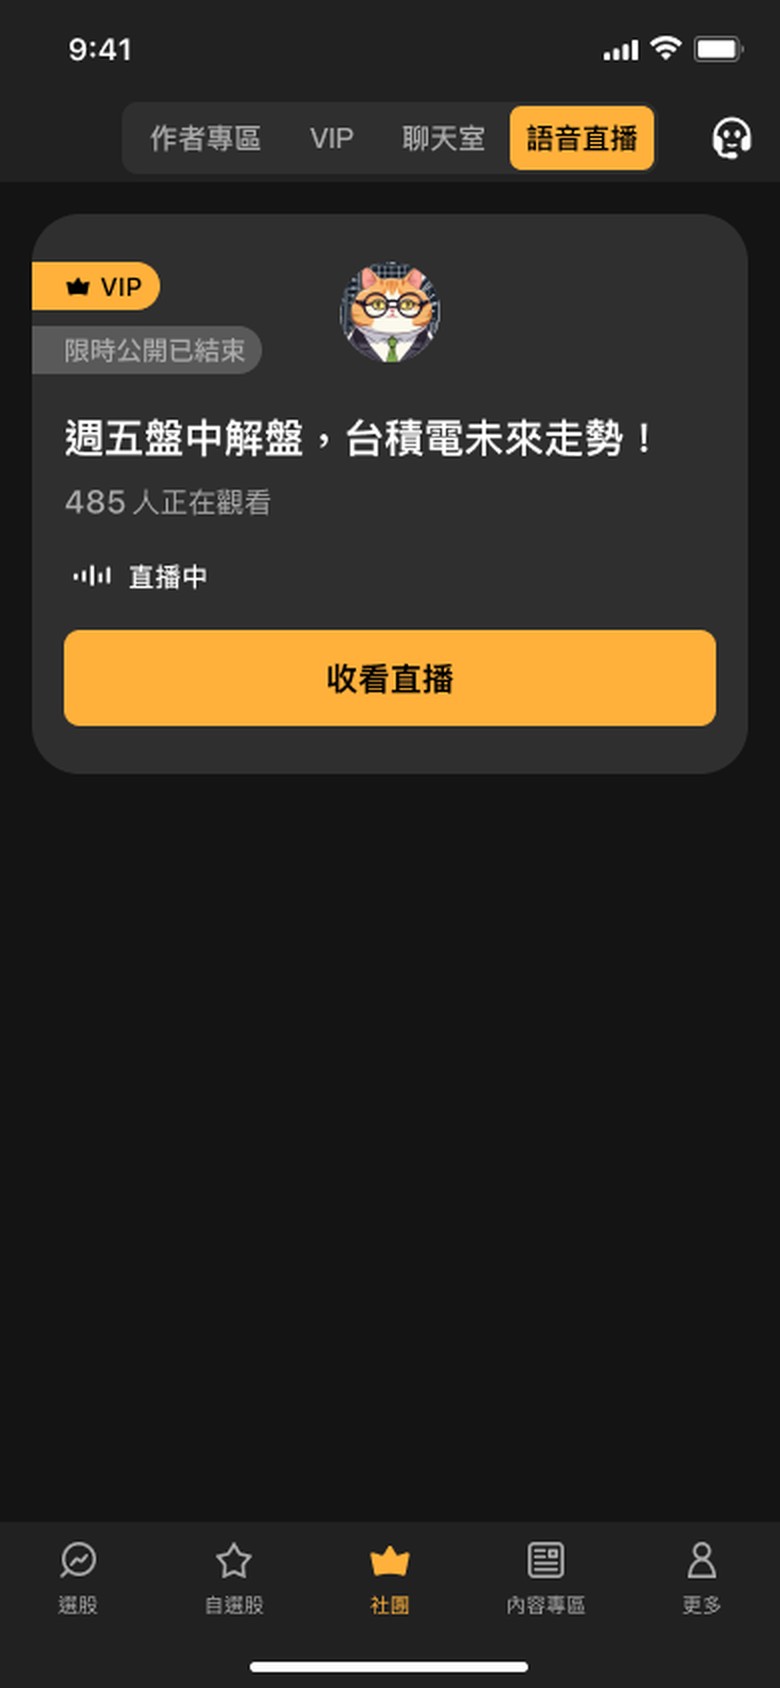 9:41
作者專區 VIP 聊天室 語音直播
VIP
限時公開已結束
週五盤中解盤，台積電未來走勢！
485 人正在觀看
直播中
收看直播
選股 自選股 社團 內容專區 更多